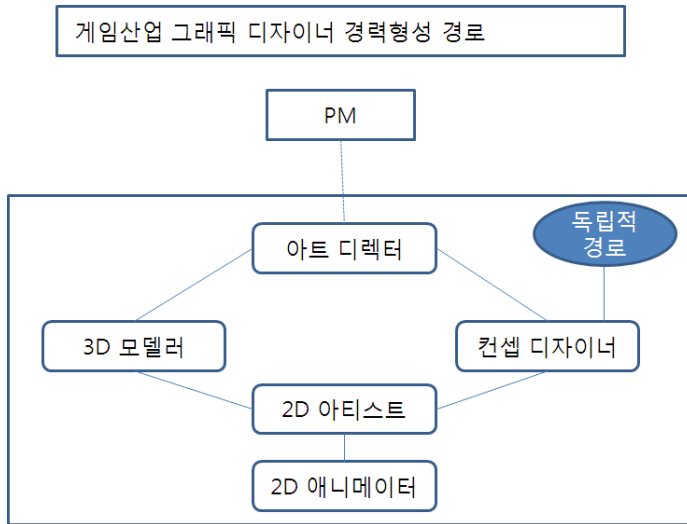 게임산업 그래픽 디자이너 경력형성 경로
PM
독립적
경로
아트 디렉터
3D 모델러
컨셉 디자이너
2D 아티스트
2D 애니메이터